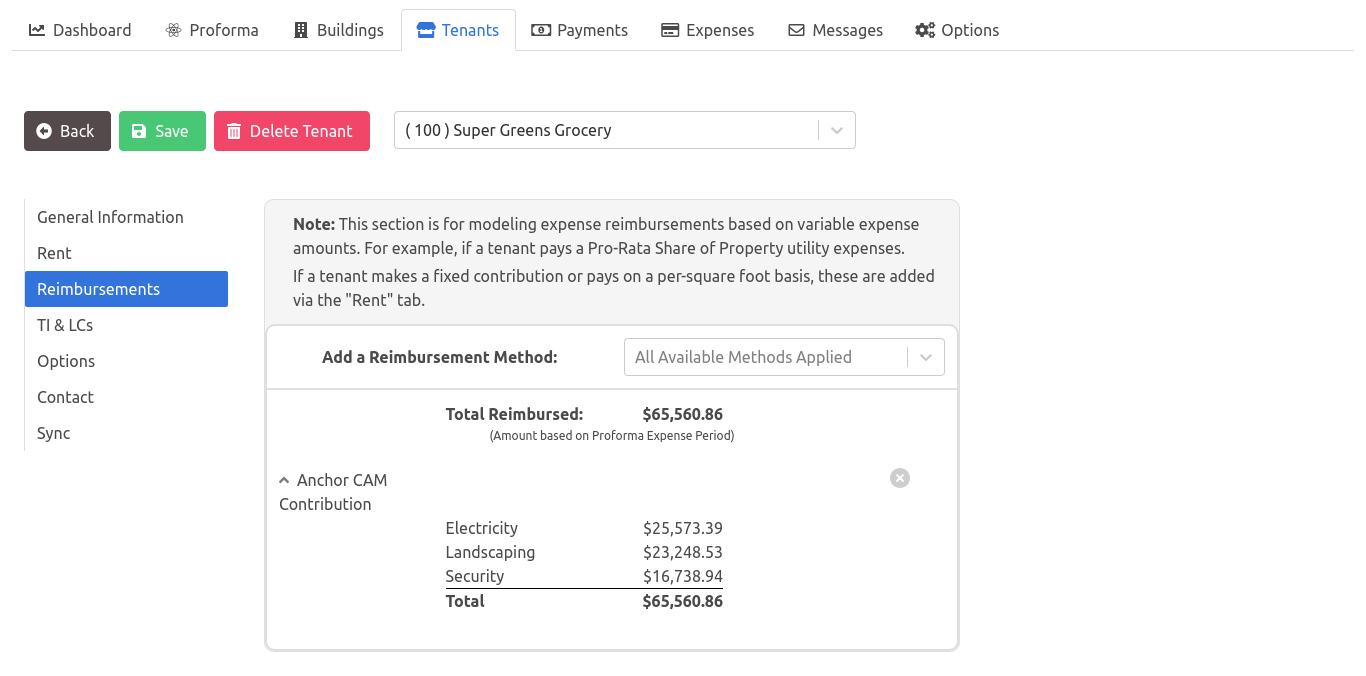 Dashboard Proforma Buildings Tenants Payments Expenses Messages Options
Back Save Delete Tenant ( 100 ) Super Greens Grocery
General Information
Rent
Reimbursements
TI & LCs
Options
Contact
Sync
Note: This section is for modeling expense reimbursements based on variable expense
amounts. For example, if a tenant pays a Pro-Rata Share of Property utility expenses.
If a tenant makes a fixed contribution or pays on a per-square foot basis, these are added
via the "Rent" tab.
Add a Reimbursement Method: All Available Methods Applied
Total Reimbursed: $65,560.86
(Amount based on Proforma Expense Period)
Anchor CAM
Contribution
Electricity $25,573.39
Landscaping $23,248.53
Security $16,738.94
Total $65,560.86